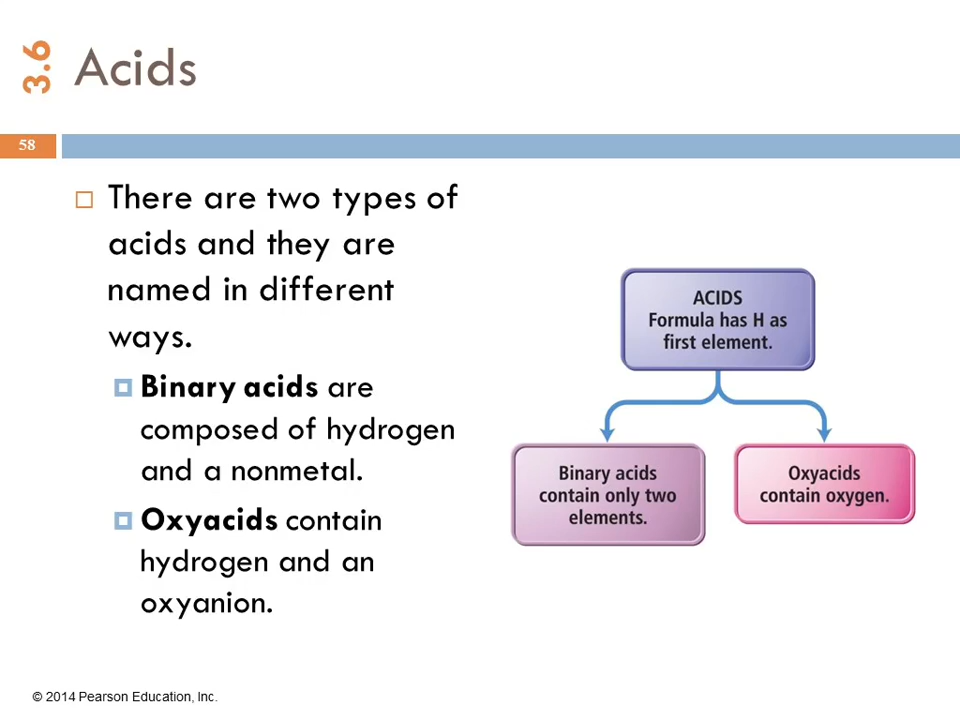 3.6
Acids
58
There are two types of
acids and they are
named in different
ways.
Binary acids are
composed of hydrogen
and a nonmetal.
Oxyacids contain
hydrogen and an
oxyanion.
ACIDS
Formula has H as
first element.
Binary acids
contain only two
elements.
Oxyacids
contain oxygen.
© 2014 Pearson Education, Inc.